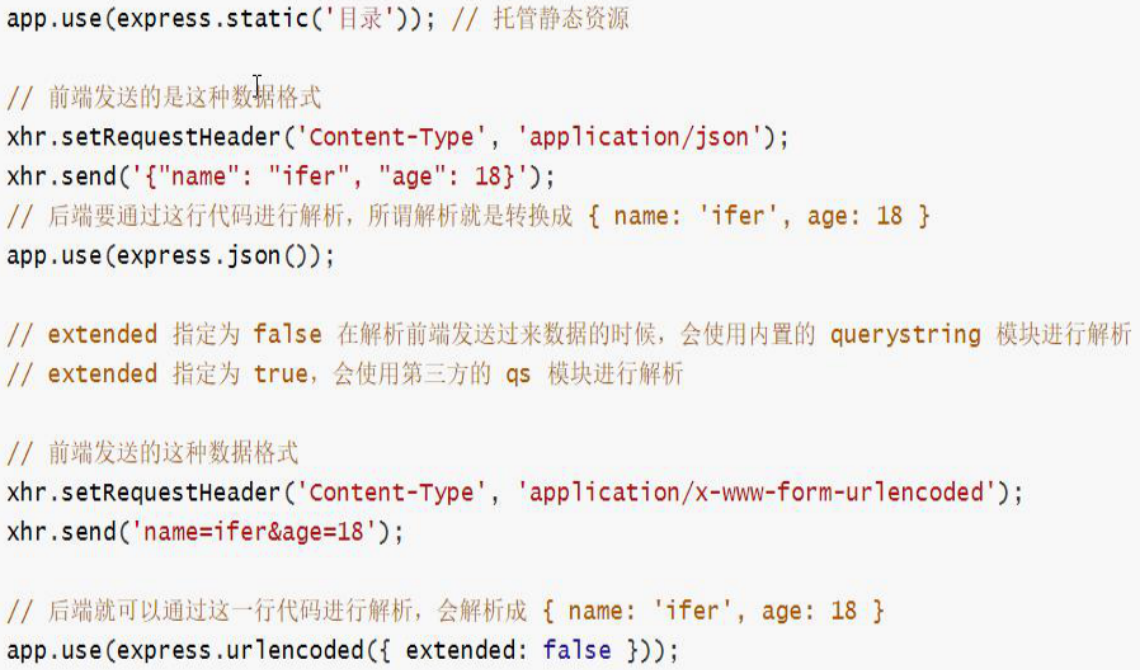 app.use(express.static('目录')); // 托管静态资源
// 前端发送的是这种数据格式
xhr.setRequestHeader('Content-Type', 'application/json');
xhr.send('{"name": "ifer", "age": 18}');
// 后端要通过这行代码进行解析，所谓解析就是转换成 { name: 'ifer', age: 18 }
app.use(express.json());
// extended 指定为 false 在解析前端发送过来数据的时候，会使用内置的 querystring 模块进行解析
// extended 指定为 true，会使用第三方的 qs 模块进行解析
// 前端发送的这种数据格式
xhr.setRequestHeader('Content-Type', 'application/x-www-form-urlencoded');
xhr.send('name=ifer&age=18');
// 后端就可以通过这一行代码进行解析，会解析成 { name: 'ifer', age: 18 }
app.use(express.urlencoded({ extended: false }));